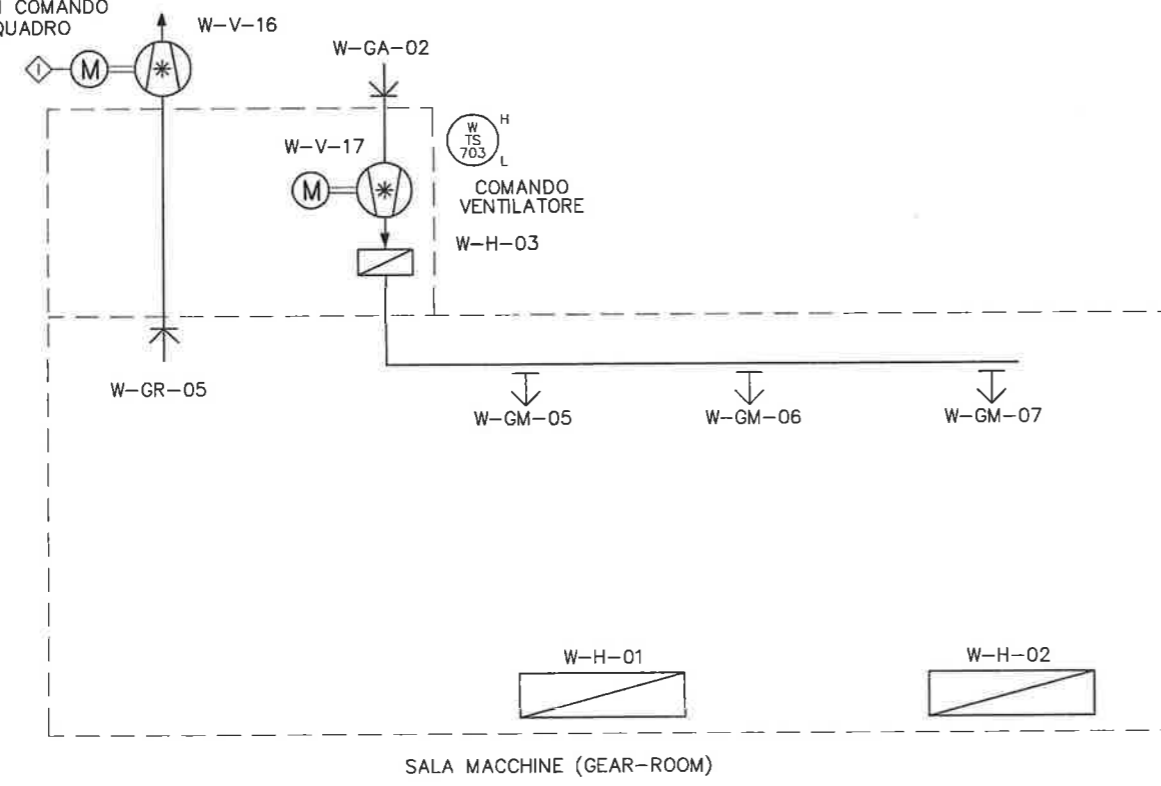 COMANDO
QUADRO
W-V-16
I
M
W-GA-02
W
TS
703
H
L
W-V-17
M
COMANDO
VENTILATORE
W-H-03
W-GR-05
W-GM-05
W-GM-06
W-GM-07
W-H-01
W-H-02
SALA MACCHINE (GEAR-ROOM)